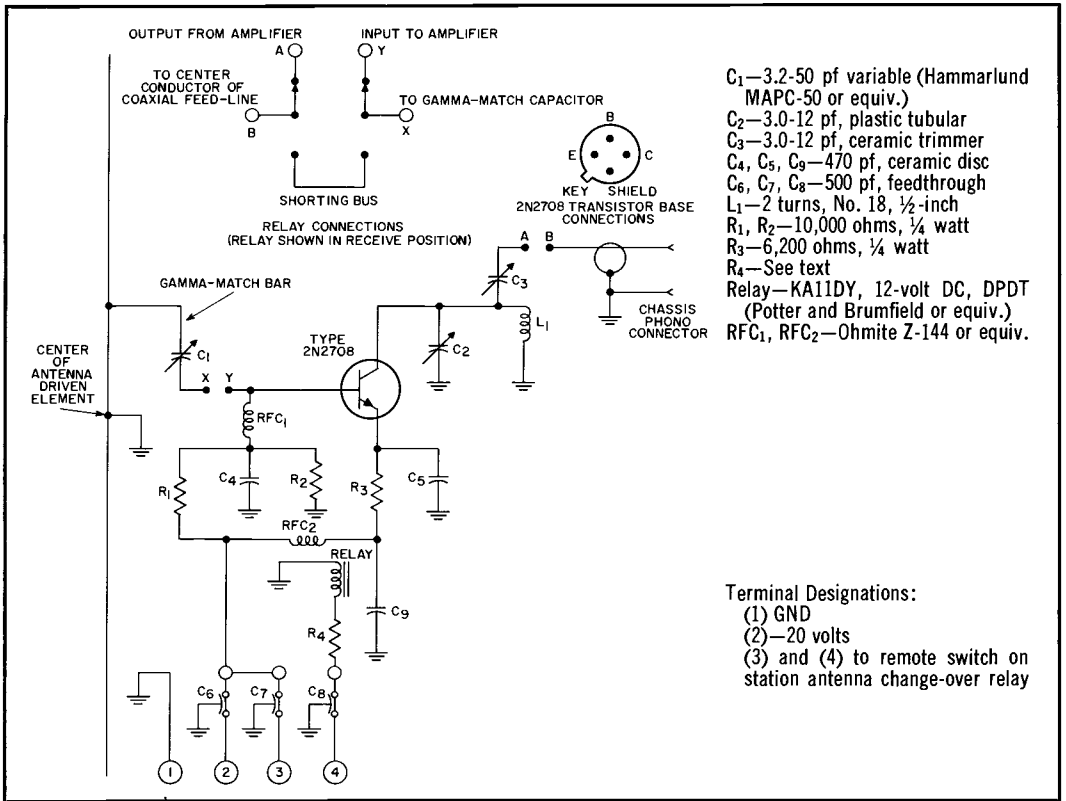 OUTPUT FROM AMPLIFIER
INPUT TO AMPLIFIER
A
Y
TO CENTER
CONDUCTOR OF
COAXIAL FEED-LINE
TO GAMMA-MATCH CAPACITOR
B
X
SHORTING BUS
RELAY CONNECTIONS
(RELAY SHOWN IN RECEIVE POSITION)
B
E
C
KEY SHIELD
2N2708 TRANSISTOR BASE
CONNECTIONS
GAMMA-MATCH BAR
A B
C3
CHASSIS
PHONO
CONNECTOR
L1
C2
TYPE
2N2708
C1
X Y
CENTER
OF
ANTENNA
DRIVEN
ELEMENT
RFC1
R1
C4
R2
R3
C5
RFC2
RELAY
R4
C9
C6
C7
C8
1
2
3
4
C1—3.2-50 pf variable (Hammarlund
MAPC-50 or equiv.)
C2—3.0-12 pf, plastic tubular
C3—3.0-12 pf, ceramic trimmer
C4, C5, C9—470 pf, ceramic disc
C6, C7, C8—500 pf, feedthrough
L1—2 turns, No. 18, ½-inch
R1, R2—10,000 ohms, ¼ watt
R3—6,200 ohms, ¼ watt
R4—See text
Relay—KA11DY, 12-volt DC, DPDT
(Potter and Brumfield or equiv.)
RFC1, RFC2—Ohmite Z-144 or equiv.
Terminal Designations:
(1) GND
(2)—20 volts
(3) and (4) to remote switch on
station antenna change-over relay